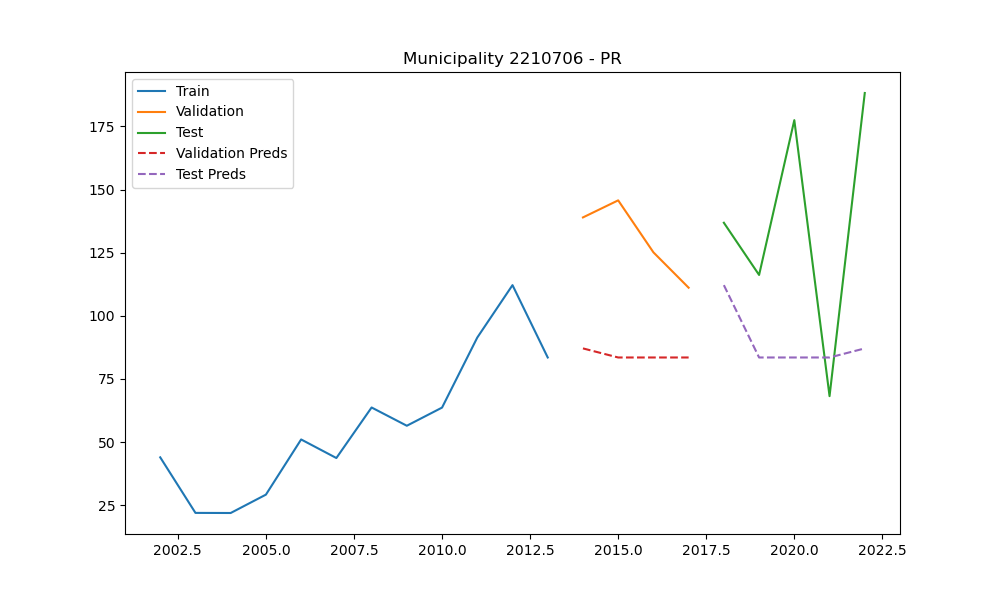 Municipality 2210706 - PR
Train
Validation
Test
Validation Preds
Test Preds
175
150
125
100
75
50
25
2002.5 2005.0 2007.5 2010.0 2012.5 2015.0 2017.5 2020.0 2022.5